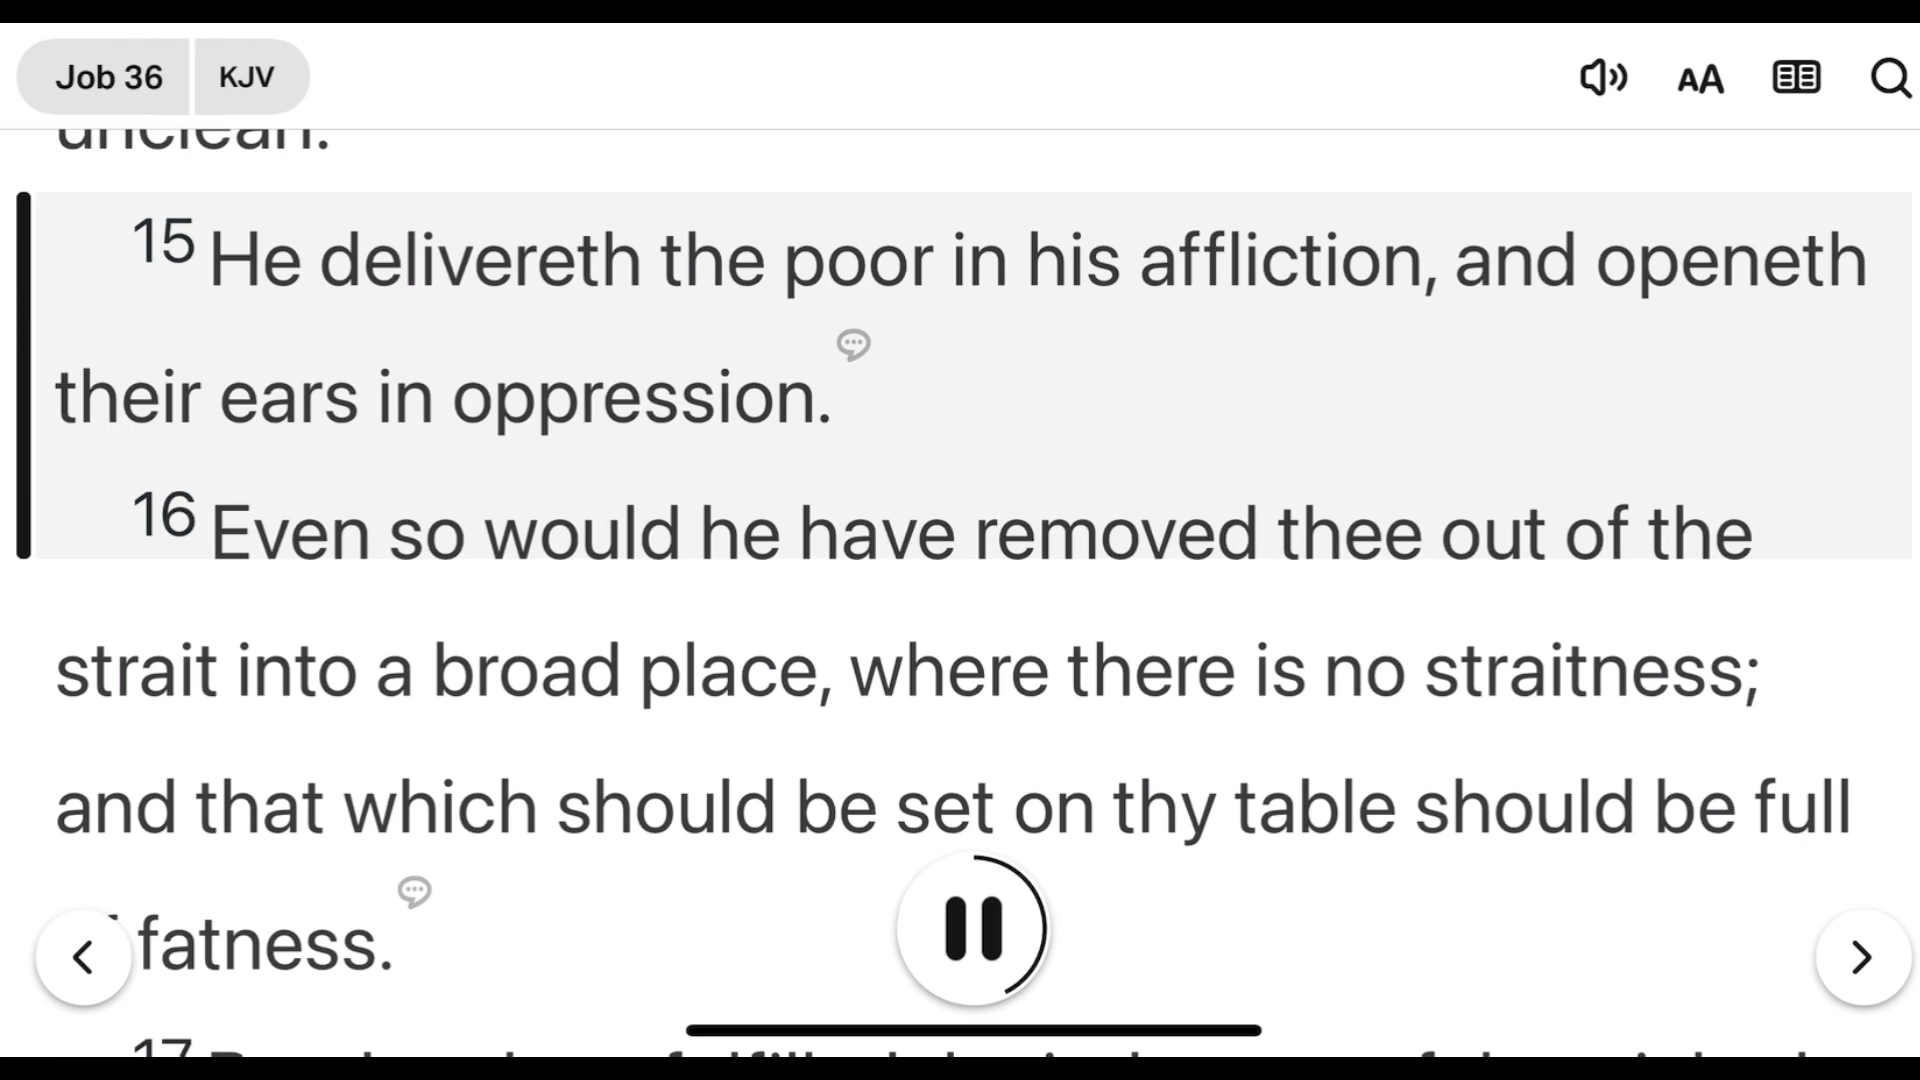 Job 36 KJV AA
unclean.
15 He delivereth the poor in his affliction, and openeth
their ears in oppression.
16 Even so would he have removed thee out of the
strait into a broad place, where there is no straitness;
and that which should be set on thy table should be full
fatness.
17